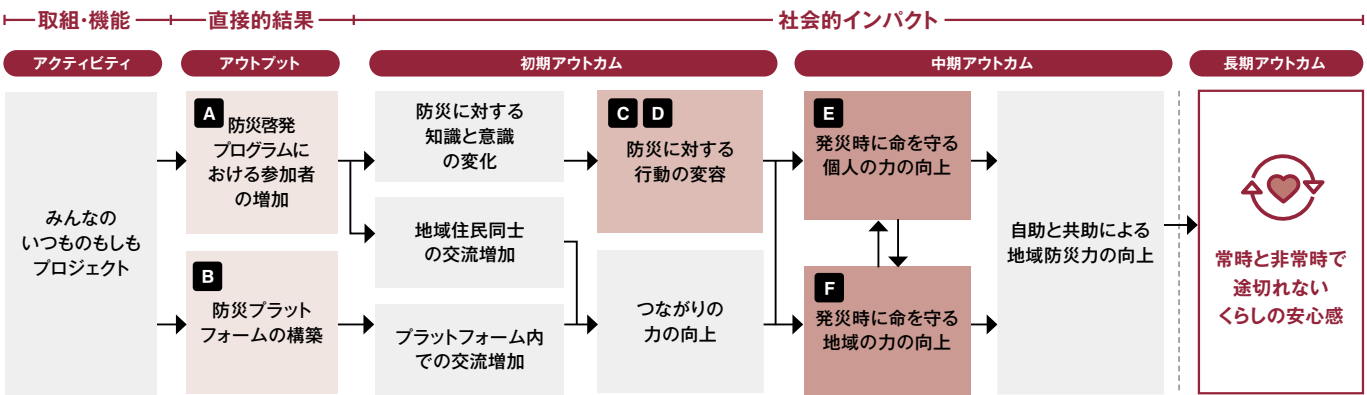 取組・機能
直接的結果
社会的インパクト
アクティビティ
アウトプット
初期アウトカム
中期アウトカム
長期アウトカム
みんなの
いつものもしも
プロジェクト
A
防災啓発
プログラムに
おける参加者
の増加
B
防災プラット
フォームの構築
防災に対する
知識と意識
の変化
地域住民同士
の交流増加
プラットフォーム内
での交流増加
C D
防災に対する
行動の変容
つながりの
力の向上
E
発災時に命を守る
個人の力の向上
F
発災時に命を守る
地域の力の向上
自助と共助による
地域防災力の向上
常時と非常時で
途切れない
くらしの安心感